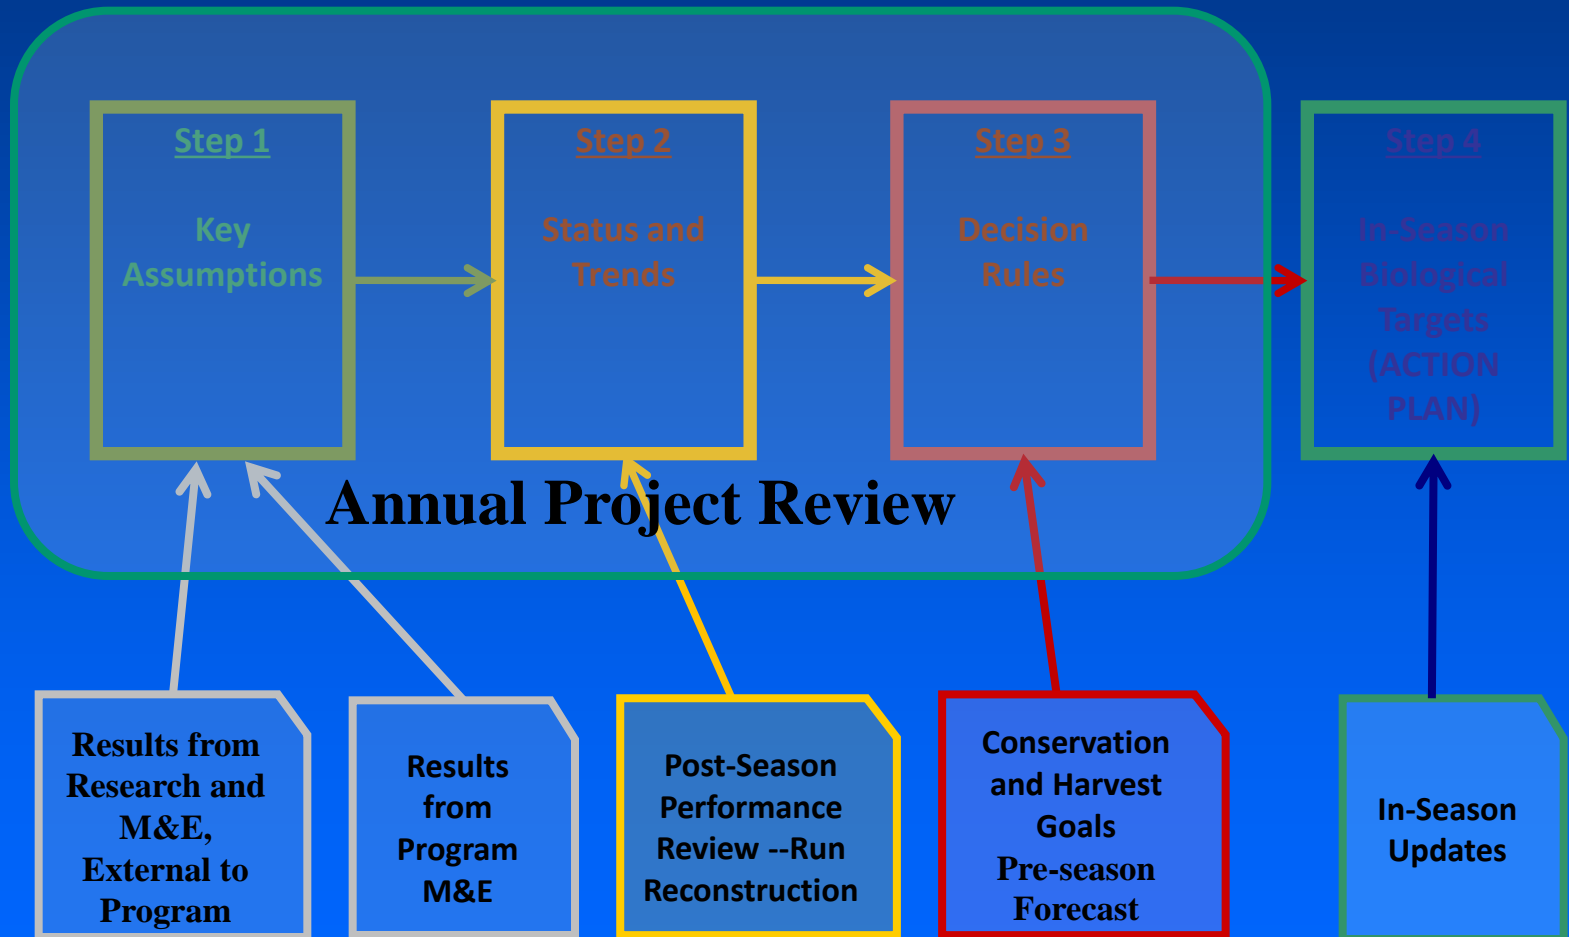 Step 1
Key
Assumptions
Step 2
Status and
Trends
Step 3
Decision
Rules
Step 4
In-Season
Biological
Targets
(ACTION
PLAN)
Annual Project Review
Results from
Research and
M&E,
External to
Program
Results
from
Program
M&E
Post-Season
Performance
Review --Run
Reconstruction
Conservation
and Harvest
Goals
Pre-season
Forecast
In-Season
Updates